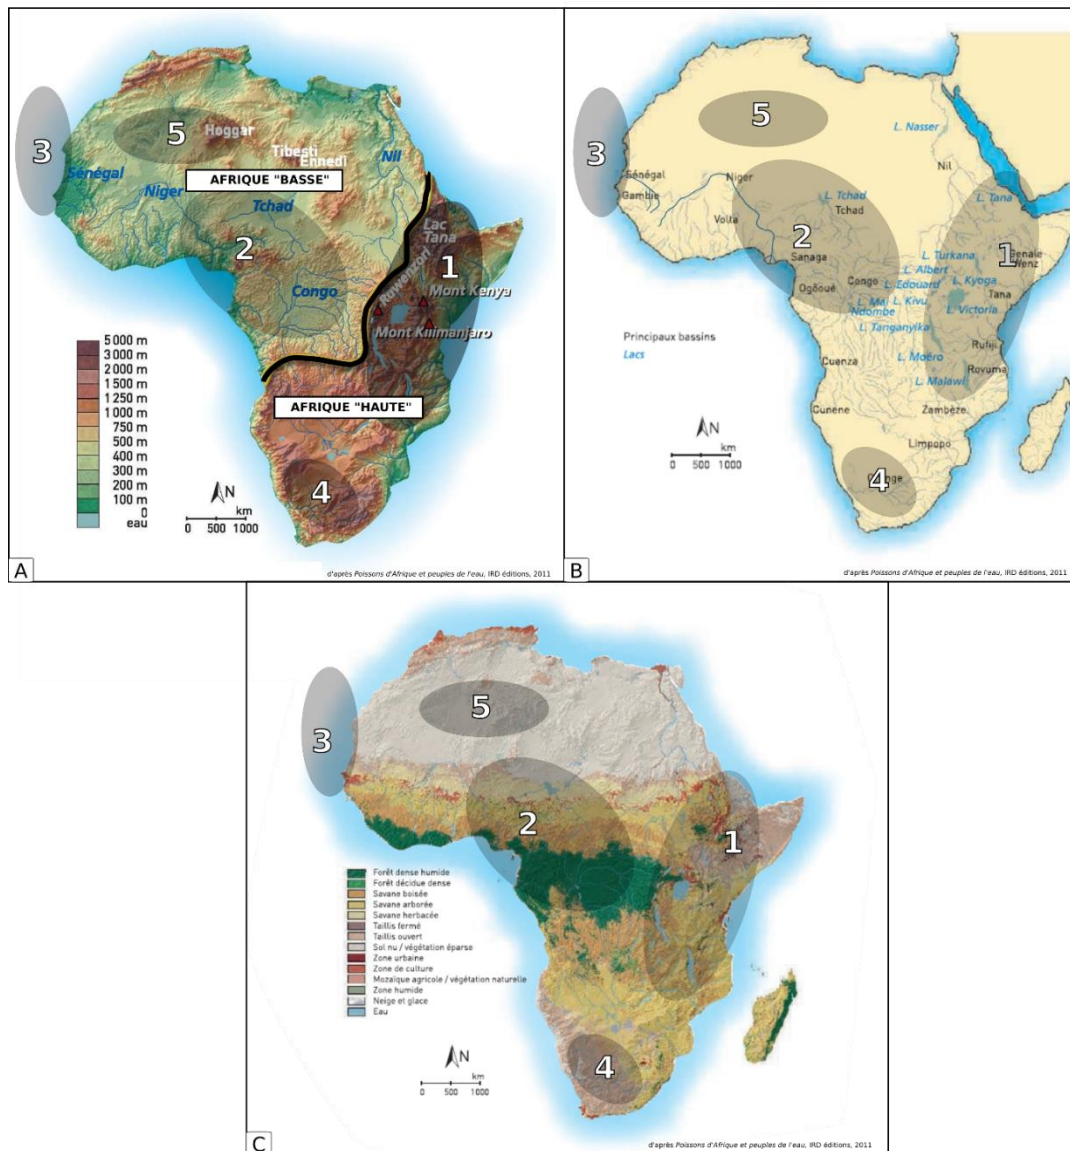 3
5
Hoggar
Tibesti
Ennedi
Nil
Sénégal
AFRIQUE "BASSE"
Niger
Tchad
2
Lac
Tana
1
Rowenzori
Congo
Mont Kenya
Mont Kilimanjaro
AFRIQUE "HAUTE"
5 000 m
3 000 m
1 500 m
1 250 m
1 000 m
750 m
500 m
400 m
300 m
200 m
100 m
0
eau
4
N
km
0 500 1000
A
d'après Poissons d'Afrique et peuples de l'eau, IRD éditions, 2011
3
5
L. Nasser
Nil
Sénégal
Gambie
Niger
L. Tchad
Tchad
L. Tana
Volta
2
1
Sanaga
L. Turkana
Genale
Wenz
L. Albert
Ogôoué
Congo
L. Edouard
L. Kyoga
L. Mai
Ndombe
L. Kivu
Tana
L. Victoria
Principaux bassins
Lacs
L. Tanganyika
Rufiji
Cuenza
L. Moéro
Rovuma
L. Malawi
Cunene
Zambèze
Limpopo
4
N
km
0 500 1000
B
d'après Poissons d'Afrique et peuples de l'eau, IRD éditions, 2011
3
5
2
1
Forêt dense humide
Forêt décidue dense
Savane boisée
Savane arborée
Savane herbacée
Taillis fermé
Taillis ouvert
Sol nu / végétation éparse
Zone urbaine
Zone de culture
Mozaïque agricole / végétation naturelle
Zone humide
Neige et glace
Eau
4
N
km
0 500 1000
C
d'après Poissons d'Afrique et peuples de l'eau, IRD éditions, 2011